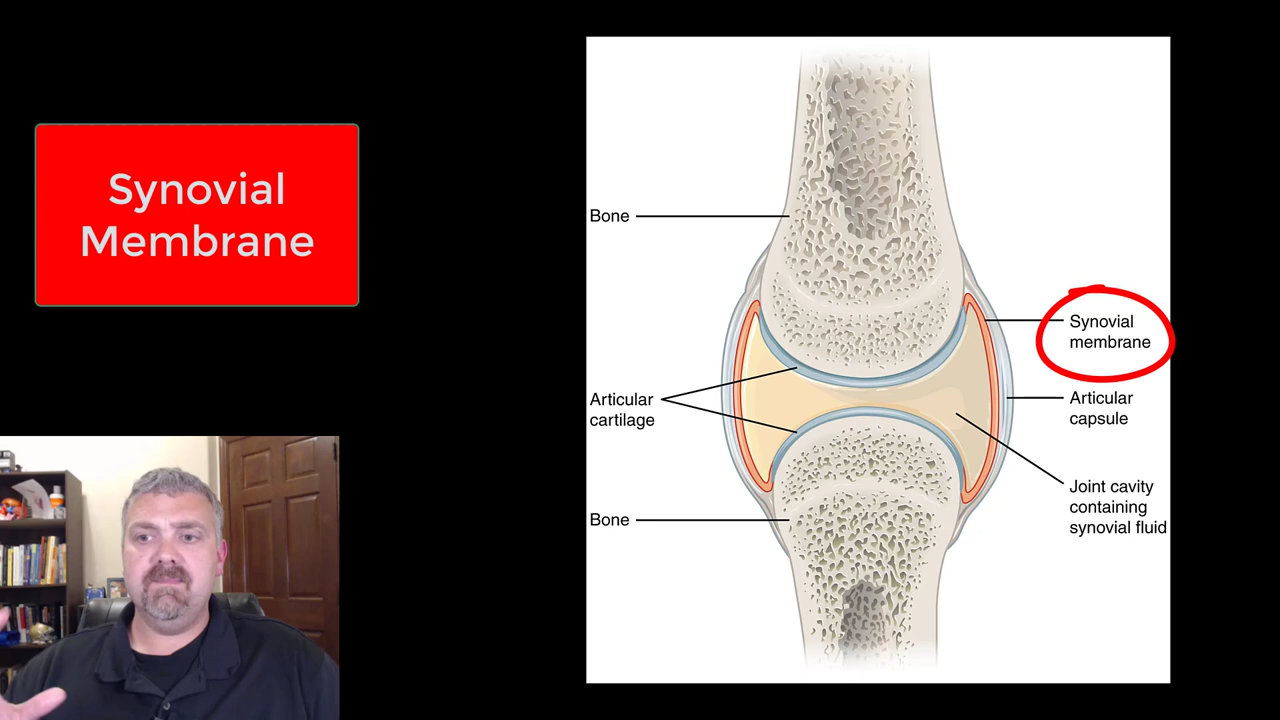 Synovial
Membrane
Bone
Synovial
membrane
Articular
cartilage
Articular
capsule
Joint cavity
containing
synovial fluid
Bone